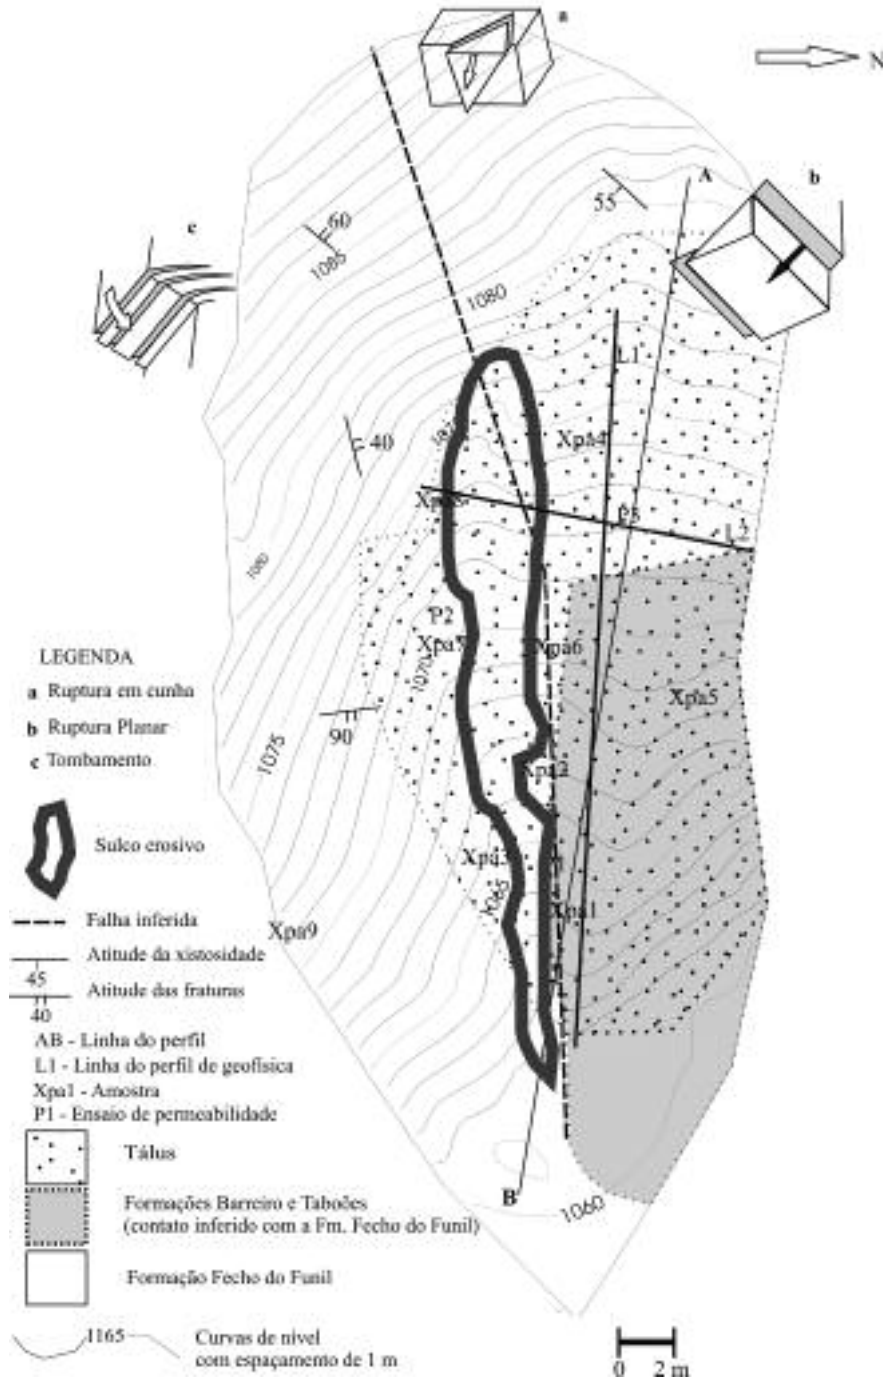 a
N
A
b
55
60
c
1085
1080
L1
40
Xpa4
P3
L2
1080
P2
Xpa6
1070
Xpa5
LEGENDA
a Ruptura em cunha
b Ruptura Planar
c Tombamento
90
1075
Xpa2
Sulco erosivo
Xpa3
1065
Xpa1
Falha inferida
Xpa9
Atitude da xistosidade
45
Atitude das fraturas
40
AB - Linha do perfil
L1 - Linha do perfil de geofísica
Xpa1 - Amostra
P1 - Ensaio de permeabilidade
Tálus
Formações Barreiro e Taboões
(contato inferido com a Fm. Fecho do Funil)
B
1060
Formação Fecho do Funil
1165
Curvas de nível
com espaçamento de 1 m
0 2 m